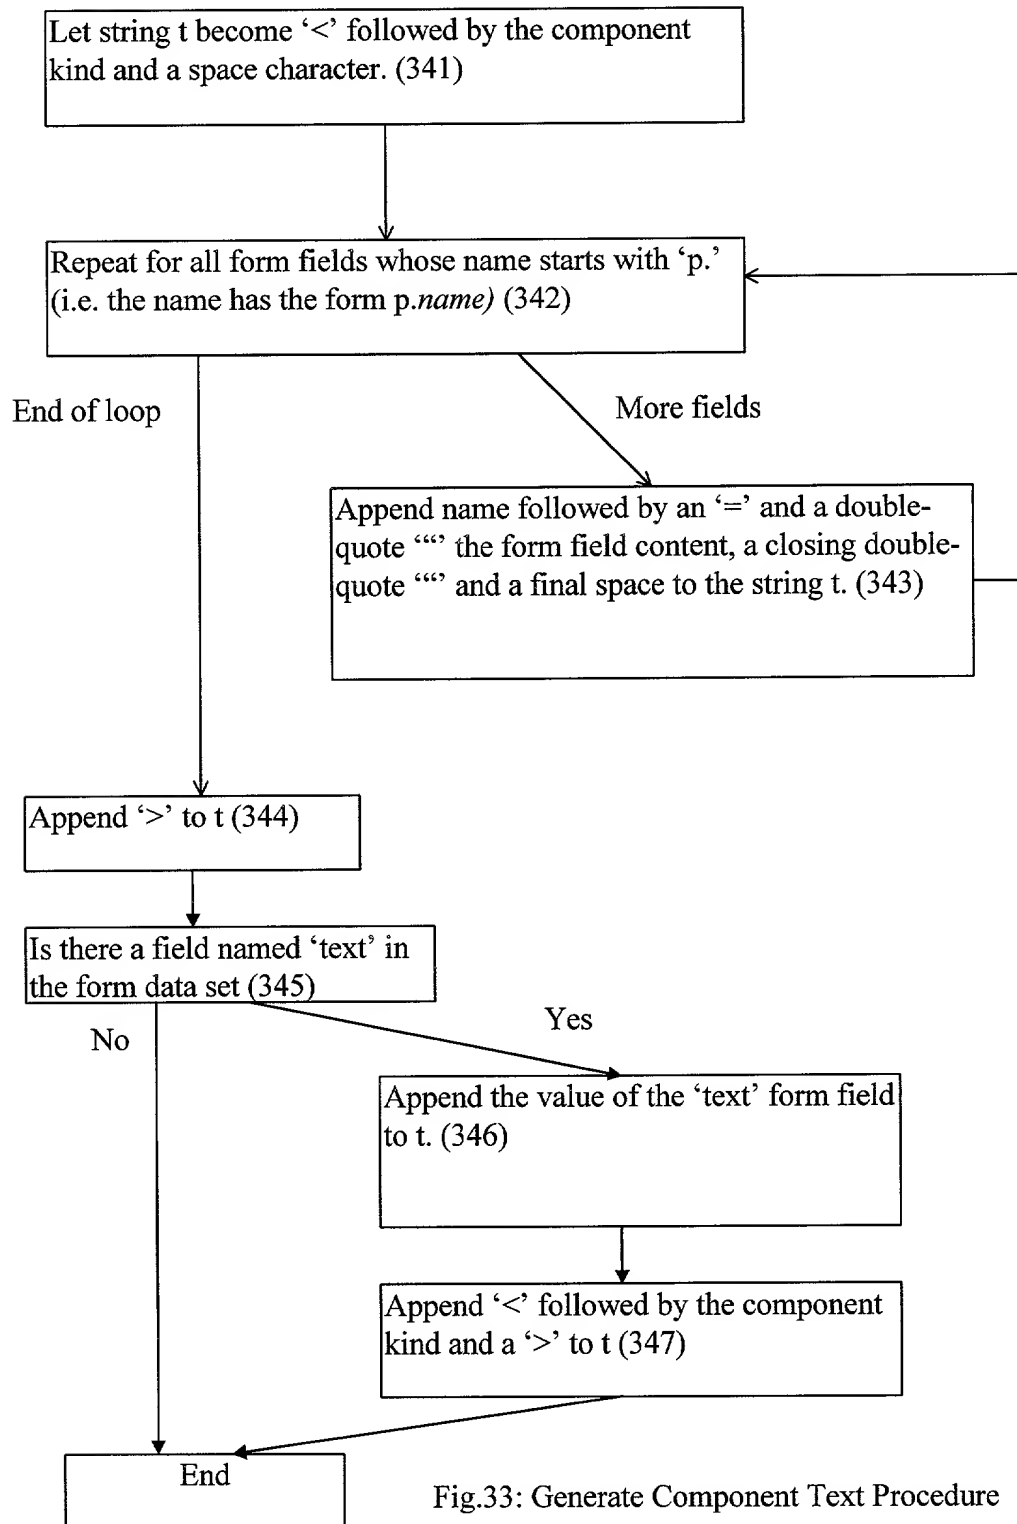 Let string t become ‘<’ followed by the component
kind and a space character. (341)
Repeat for all form fields whose name starts with ‘p.’
(i.e. the name has the form p.name) (342)
End of loop
More fields
Append name followed by an ‘=’ and a double-
quote ‘“’ the form field content, a closing double-
quote ‘“’ and a final space to the string t. (343)
Append ‘>’ to t (344)
Is there a field named ‘text’ in
the form data set (345)
No
Yes
Append the value of the ‘text’ form field
to t. (346)
Append ‘<’ followed by the component
kind and a ‘>’ to t (347)
End
Fig.33: Generate Component Text Procedure